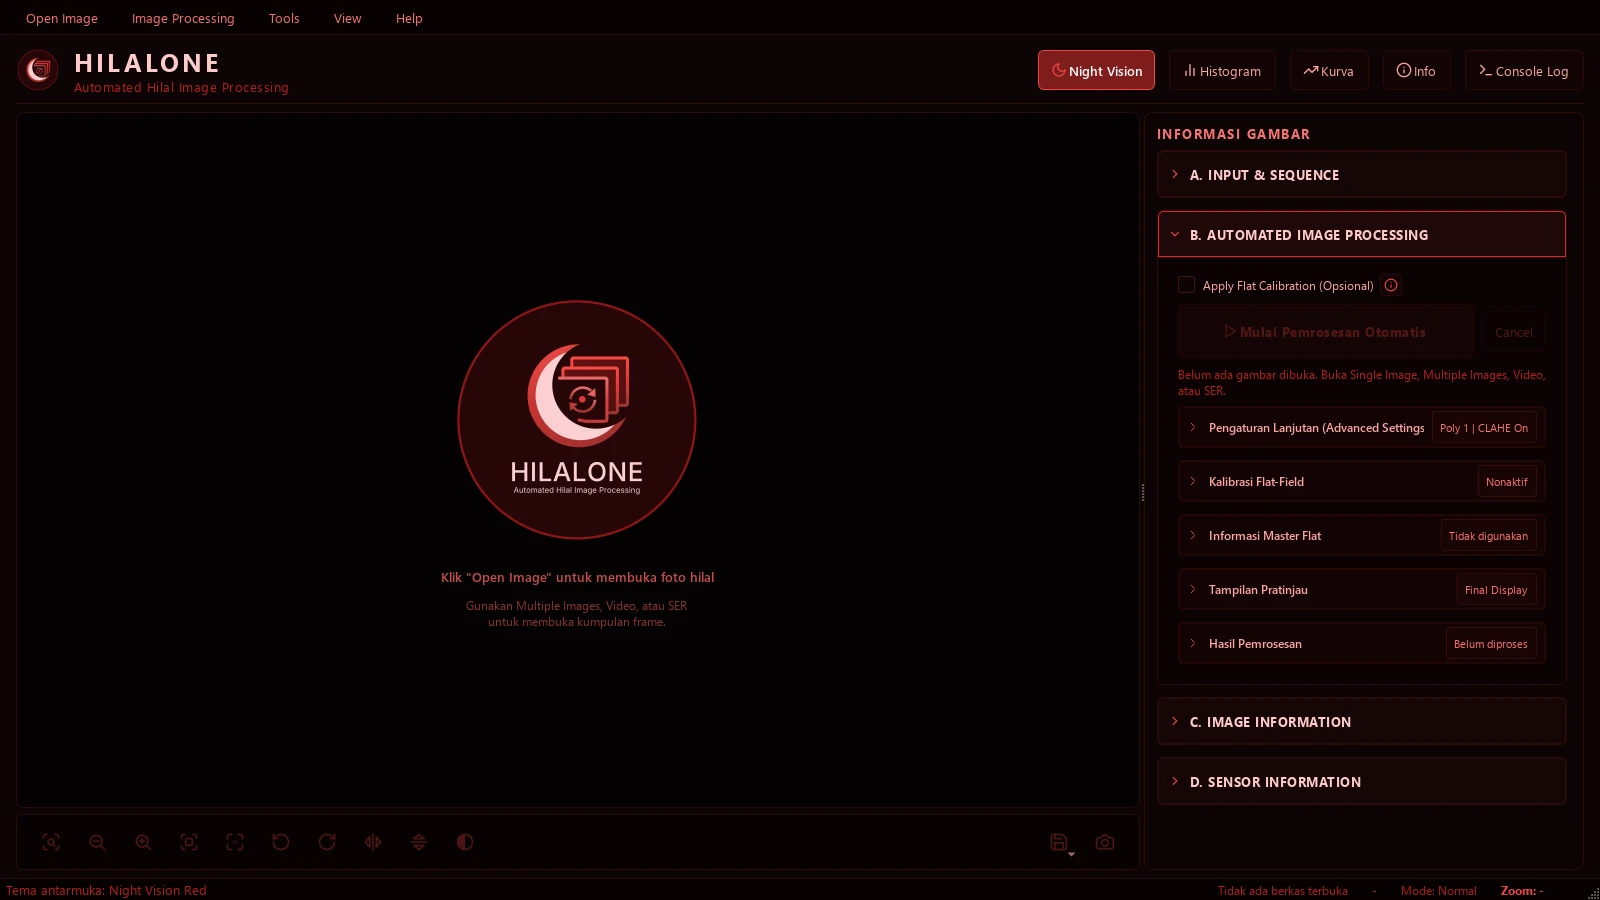 Open Image Image Processing Tools View Help
HILALONE
Automated Hilal Image Processing
Night Vision Histogram Kurva Info Console Log
HILALONE
Automated Hilal Image Processing
Klik "Open Image" untuk membuka foto hilal
Gunakan Multiple Images, Video, atau SER
untuk membuka kumpulan frame.
INFORMASI GAMBAR
A. INPUT & SEQUENCE
B. AUTOMATED IMAGE PROCESSING
Apply Flat Calibration (Opsional)
Mulai Pemrosesan Otomatis Cancel
Belum ada gambar dibuka. Buka Single Image, Multiple Images, Video,
atau SER.
Pengaturan Lanjutan (Advanced Settings Poly 1 | CLAHE On
Kalibrasi Flat-Field Nonaktif
Informasi Master Flat Tidak digunakan
Tampilan Pratinjau Final Display
Hasil Pemrosesan Belum diproses
C. IMAGE INFORMATION
D. SENSOR INFORMATION
Tema antarmuka: Night Vision Red Tidak ada berkas terbuka - Mode: Normal Zoom: -